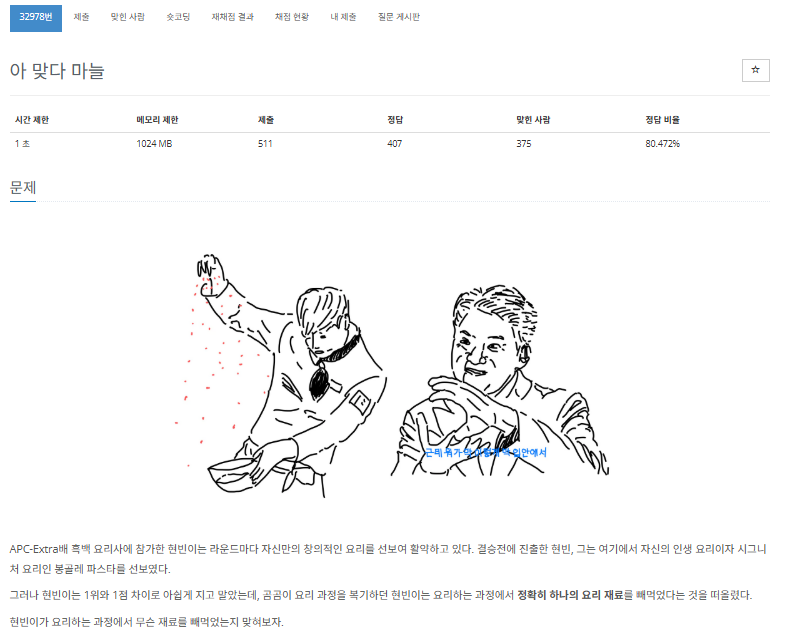 32978번 제출 맞힌 사람 숏코딩 재채점 결과 채점 현황 내 제출 질문 게시판
아 맞다 마늘
☆
시간 제한 메모리 제한 제출 정답 맞힌 사람 정답 비율
1 초 1024 MB 511 407 375 80.472%
문제
근데 뭐가
입안에서
APC-Extra배 흑백 요리사에 참가한 현빈이는 라운드마다 자신만의 창의적인 요리를 선보여 활약하고 있다. 결승전에 진출한 현빈, 그는 여기에서 자신의 인생 요리이자 시그니
처 요리인 봉골레 파스타를 선보였다.
그러나 현빈이는 1위와 1점 차이로 아쉽게 지고 말았는데, 곰곰이 요리 과정을 복기하던 현빈이는 요리하는 과정에서 정확히 하나의 요리 재료를 빼먹었다는 것을 떠올렸다.
현빈이가 요리하는 과정에서 무슨 재료를 빼먹었는지 맞혀보자.